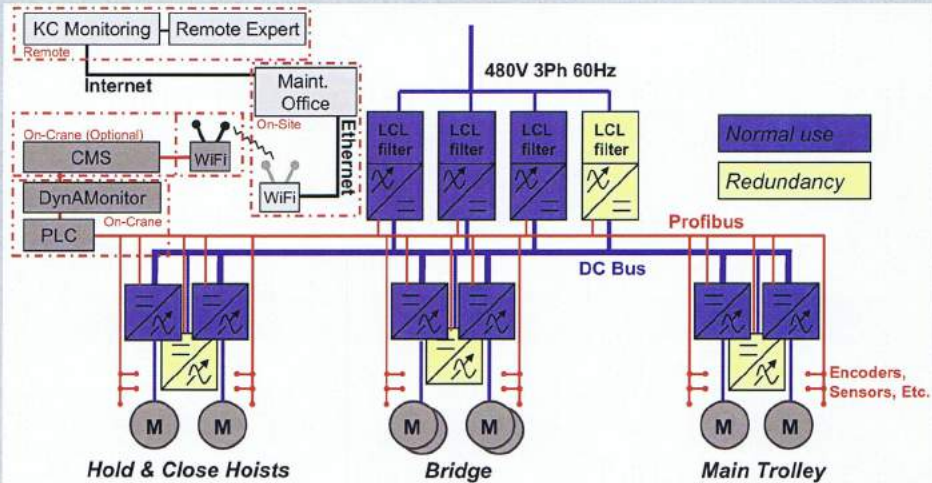 KC Monitoring
Remote Expert
Remote
Internet
Maint.
Office
On-Site
Ethernet
480V 3Ph 60Hz
On-Crane (Optional)
CMS
WiFi
WiFi
DynAMonitor
On-Crane
PLC
LCL
filter
LCL
filter
LCL
filter
LCL
filter
Normal use
Redundancy
Profibus
DC Bus
Encoders,
Sensors, Etc.
M
M
M
M
M
M
Hold & Close Hoists
Bridge
Main Trolley